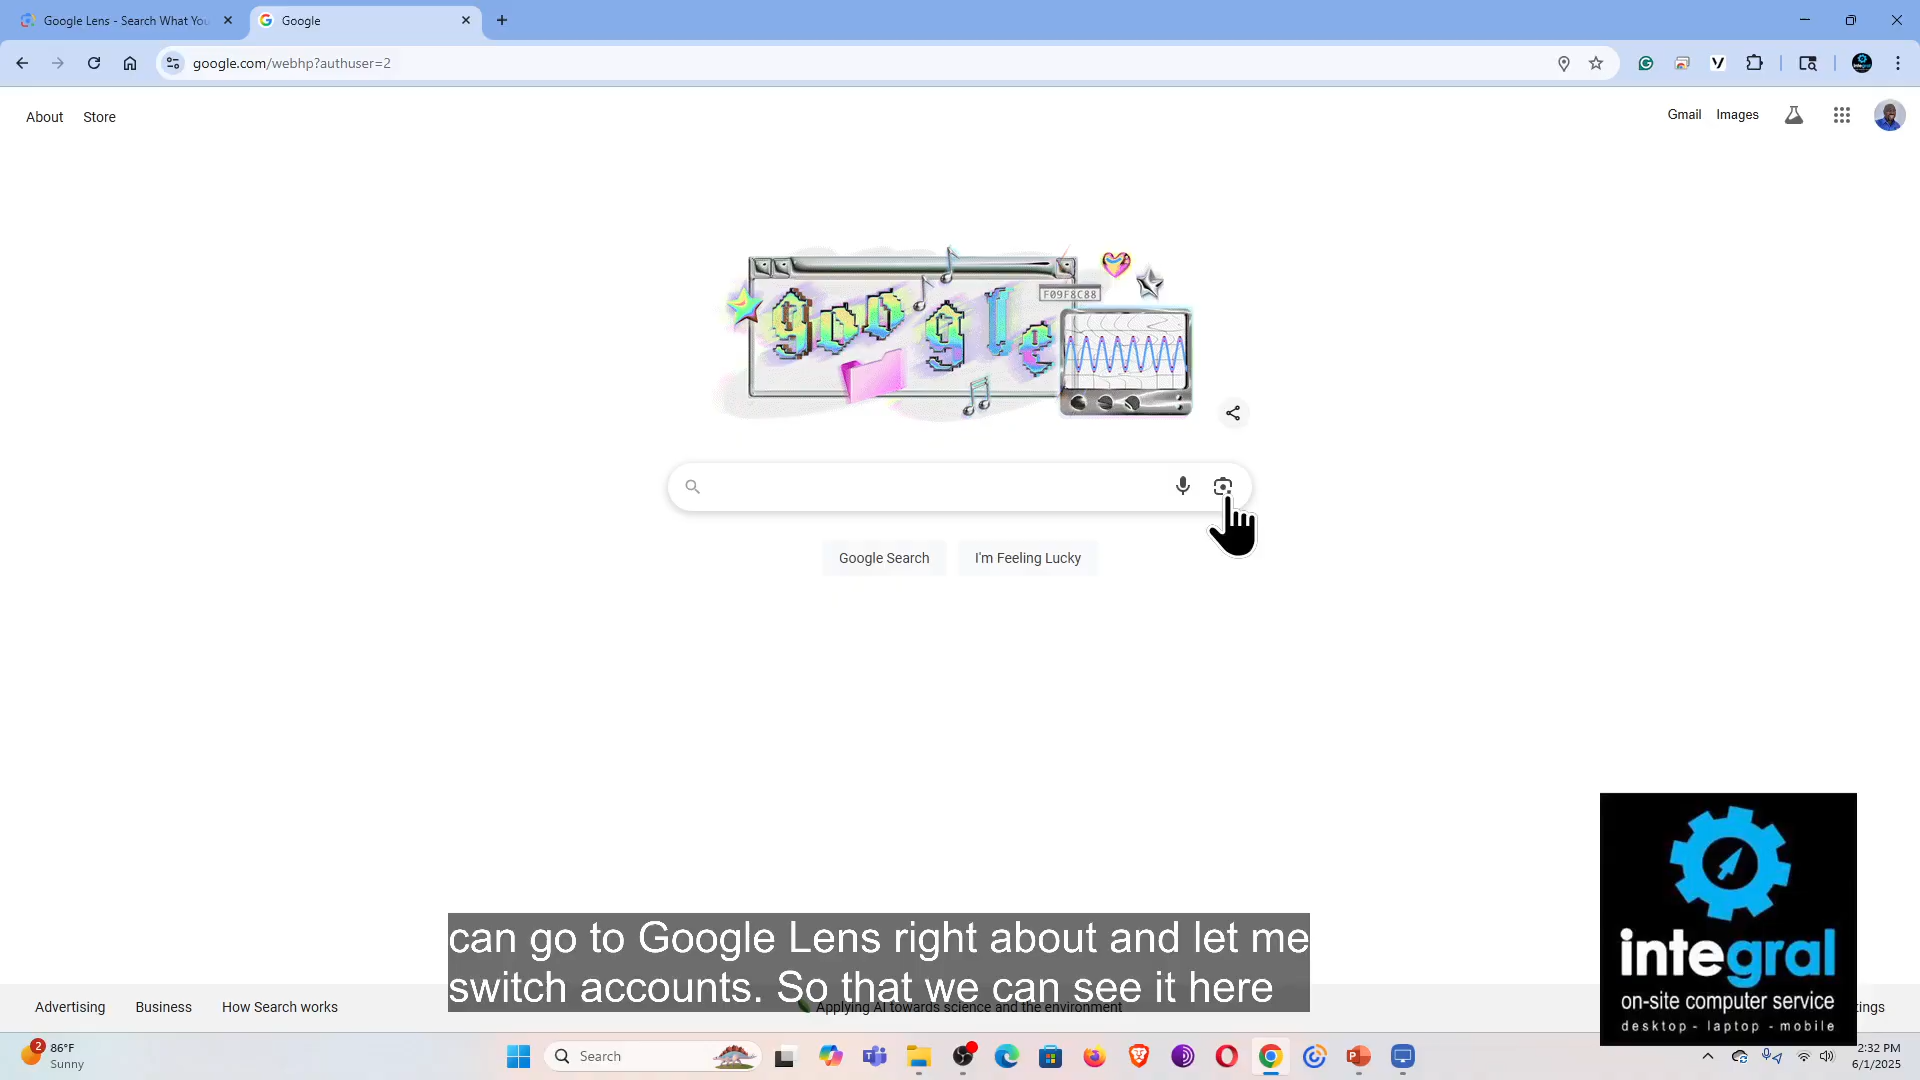 Google Lens - Search What You
Google
google.com/webhp?authuser=2
About
Store
Gmail
Images
google
F09F8C88
Google Search
I'm Feeling Lucky
can go to Google Lens right about and let me
switch accounts. So that we can see it here
Advertising
Business
How Search works
Applying AI towards science and the environment
integral
on-site computer service
desktop - laptop - mobile
2
86°F
Sunny
Search
2:32 PM
6/1/2025